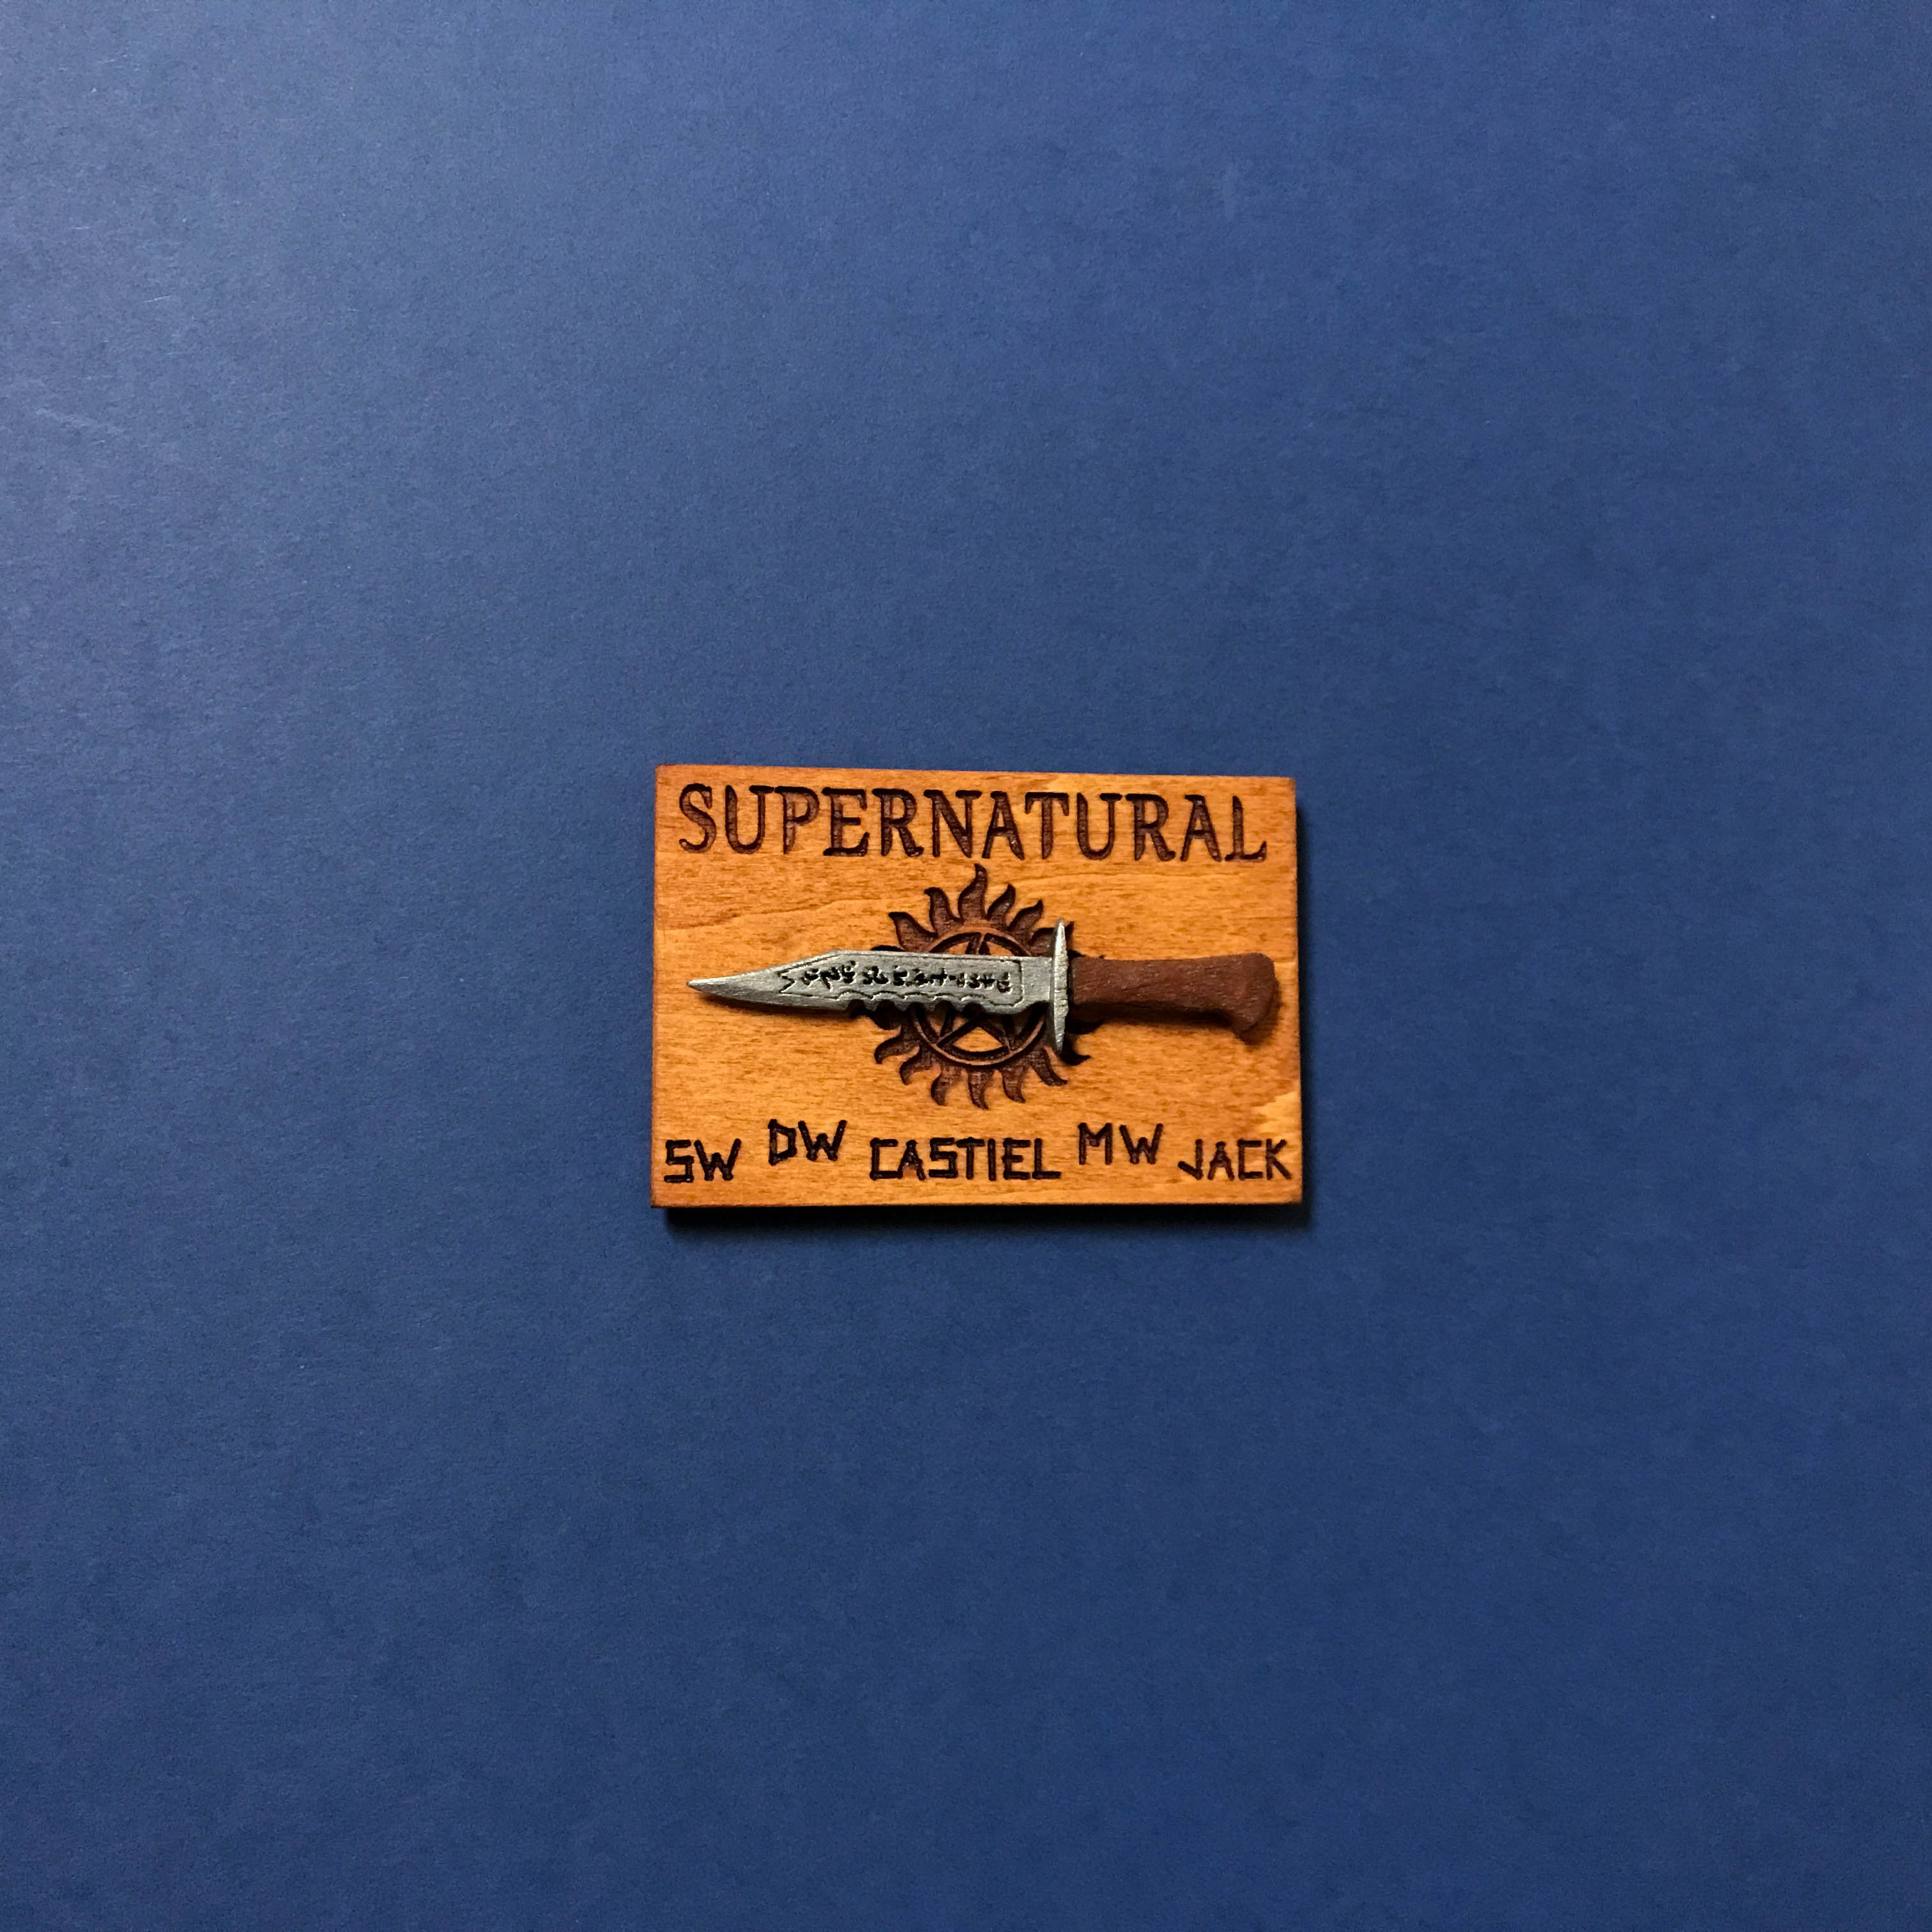 SUPERNATURAL
SW DW CASTIEL MW JACK